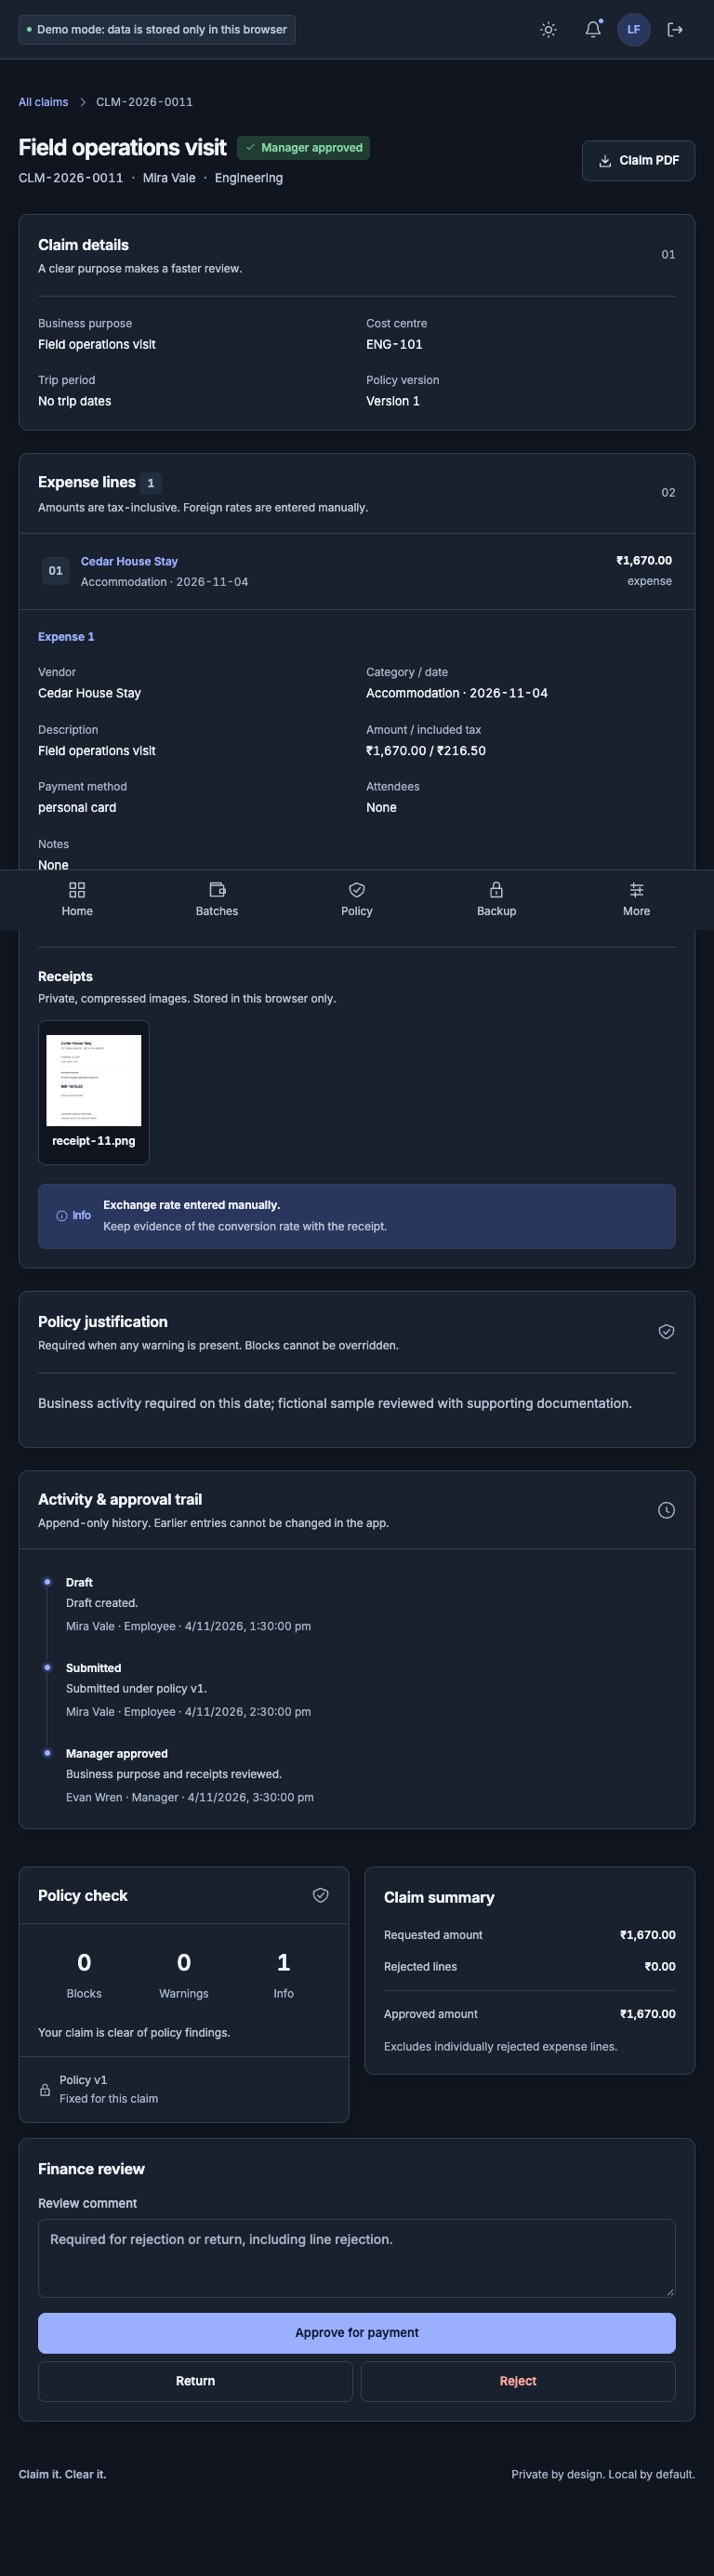 Demo mode: data is stored only in this browser
LF
All claims > CLM-2026-0011
Field operations visit
Manager approved
CLM-2026-0011 · Mira Vale · Engineering
Claim PDF
Claim details
A clear purpose makes a faster review.
01
Business purpose
Field operations visit
Cost centre
ENG-101
Trip period
No trip dates
Policy version
Version 1
Expense lines 1
Amounts are tax-inclusive. Foreign rates are entered manually.
02
01
Cedar House Stay
Accommodation · 2026-11-04
₹1,670.00
expense
Expense 1
Vendor
Cedar House Stay
Category / date
Accommodation · 2026-11-04
Description
Field operations visit
Amount / included tax
₹1,670.00 / ₹216.50
Payment method
personal card
Attendees
None
Notes
None
Home
Batches
Policy
Backup
More
Receipts
Private, compressed images. Stored in this browser only.
Cedar House Stay
INR 1670.00
receipt-11.png
Info
Exchange rate entered manually.
Keep evidence of the conversion rate with the receipt.
Policy justification
Required when any warning is present. Blocks cannot be overridden.
Business activity required on this date; fictional sample reviewed with supporting documentation.
Activity & approval trail
Append-only history. Earlier entries cannot be changed in the app.
Draft
Draft created.
Mira Vale · Employee · 4/11/2026, 1:30:00 pm
Submitted
Submitted under policy v1.
Mira Vale · Employee · 4/11/2026, 2:30:00 pm
Manager approved
Business purpose and receipts reviewed.
Evan Wren · Manager · 4/11/2026, 3:30:00 pm
Policy check
0
Blocks
0
Warnings
1
Info
Your claim is clear of policy findings.
Policy v1
Fixed for this claim
Claim summary
Requested amount ₹1,670.00
Rejected lines ₹0.00
Approved amount ₹1,670.00
Excludes individually rejected expense lines.
Finance review
Review comment
Required for rejection or return, including line rejection.
Approve for payment
Return
Reject
Claim it. Clear it.
Private by design. Local by default.